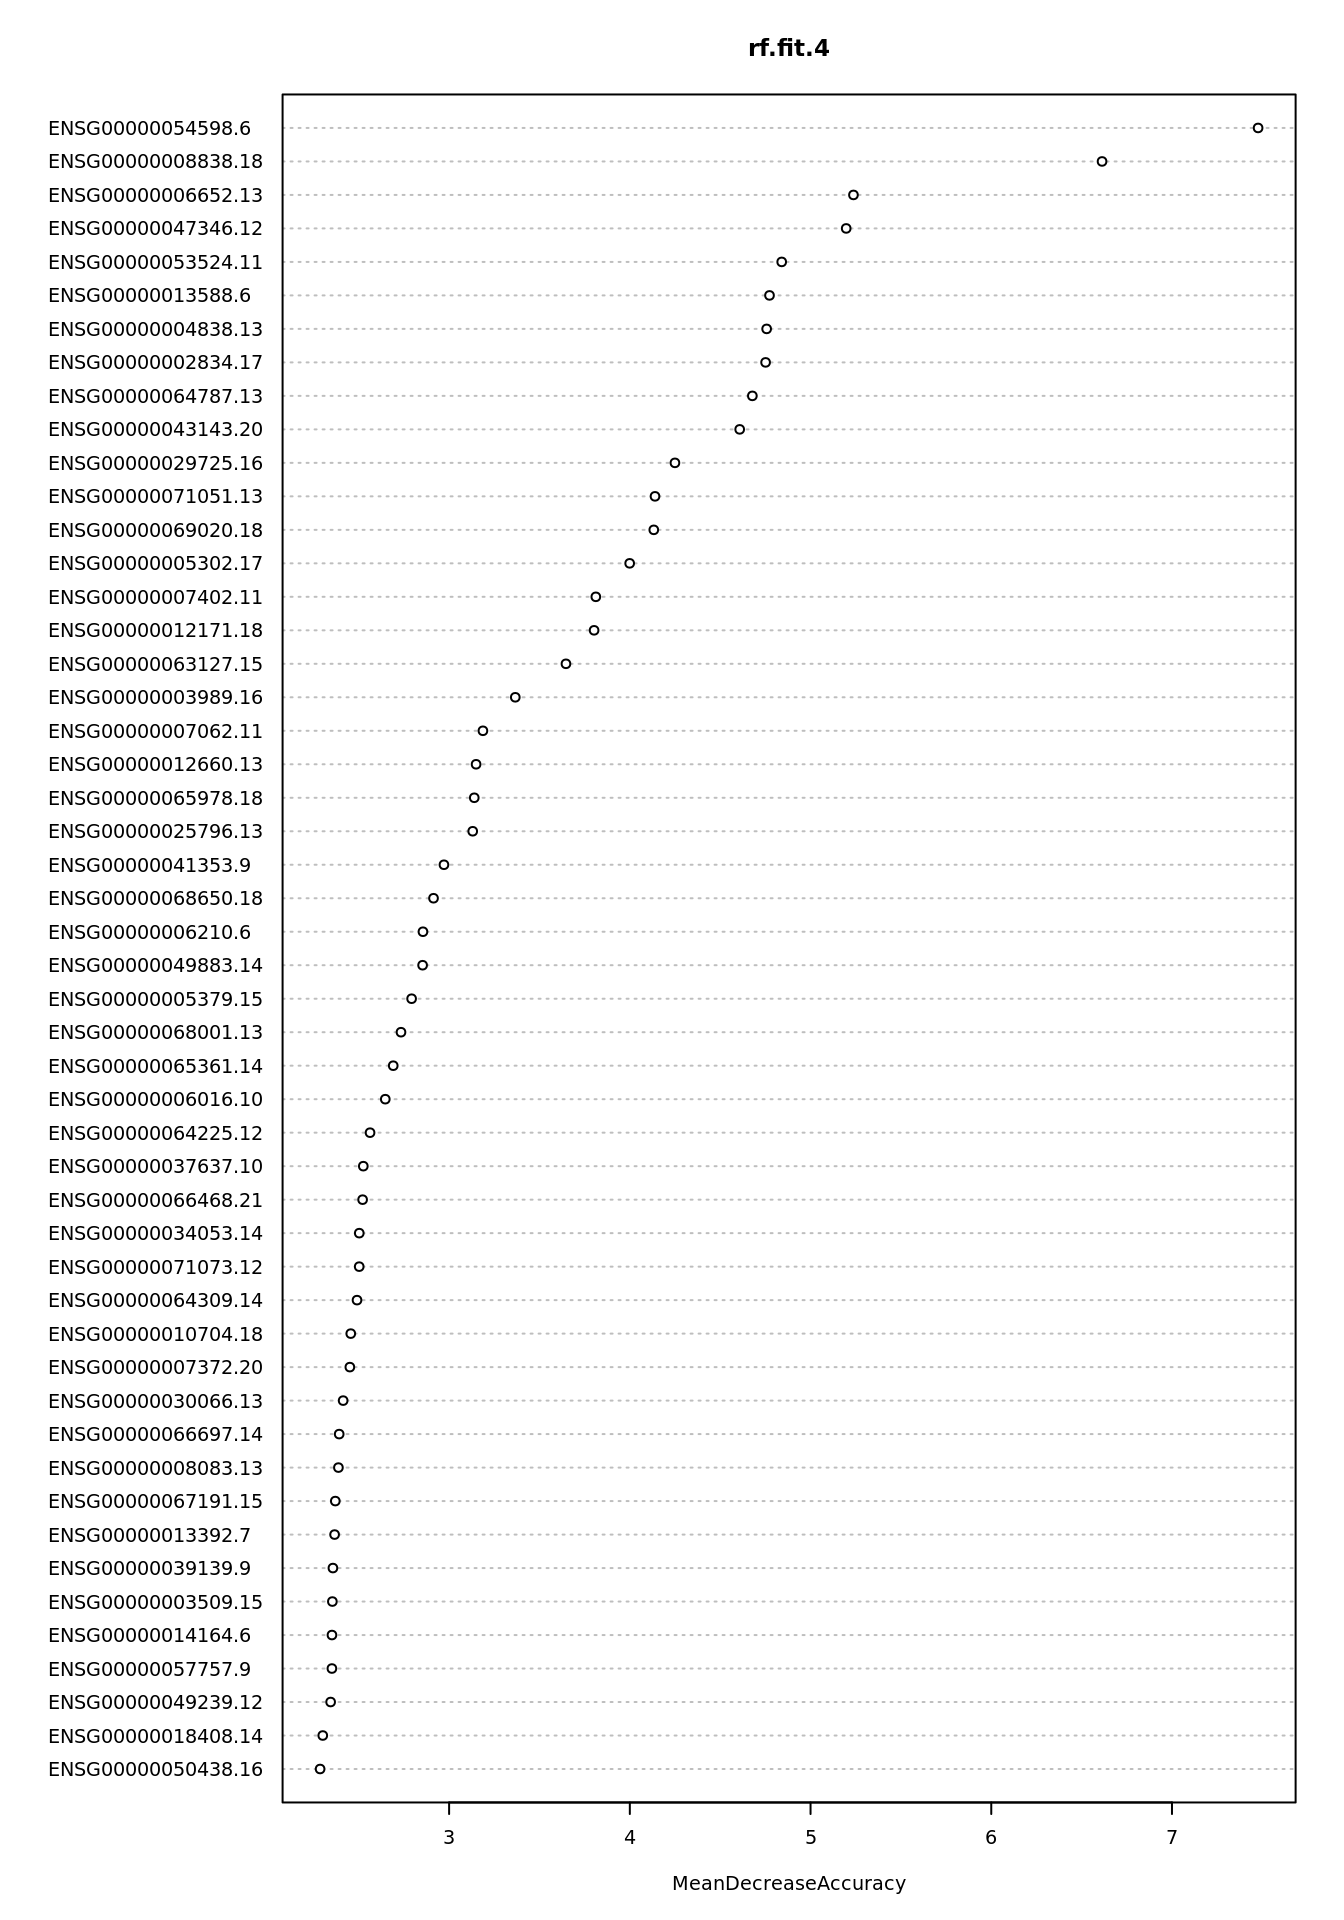 rf.fit.4
ENSG00000054598.6
ENSG00000008838.18
ENSG00000006652.13
ENSG00000047346.12
ENSG00000053524.11
ENSG00000013588.6
ENSG00000004838.13
ENSG00000002834.17
ENSG00000064787.13
ENSG00000043143.20
ENSG00000029725.16
ENSG00000071051.13
ENSG00000069020.18
ENSG00000005302.17
ENSG00000007402.11
ENSG00000012171.18
ENSG00000063127.15
ENSG00000003989.16
ENSG00000007062.11
ENSG00000012660.13
ENSG00000065978.18
ENSG00000025796.13
ENSG00000041353.9
ENSG00000068650.18
ENSG00000006210.6
ENSG00000049883.14
ENSG00000005379.15
ENSG00000068001.13
ENSG00000065361.14
ENSG00000006016.10
ENSG00000064225.12
ENSG00000037637.10
ENSG00000066468.21
ENSG00000034053.14
ENSG00000071073.12
ENSG00000064309.14
ENSG00000010704.18
ENSG00000007372.20
ENSG00000030066.13
ENSG00000066697.14
ENSG00000008083.13
ENSG00000067191.15
ENSG00000013392.7
ENSG00000039139.9
ENSG00000003509.15
ENSG00000014164.6
ENSG00000057757.9
ENSG00000049239.12
ENSG00000018408.14
ENSG00000050438.16
3 4 5 6 7
MeanDecreaseAccuracy